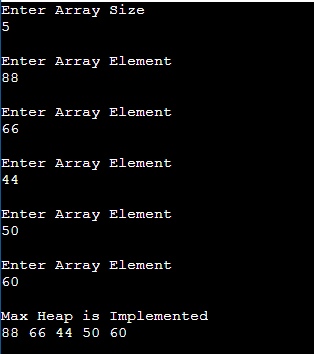 Enter Array Size
5
Enter Array Element
88
Enter Array Element
66
Enter Array Element
44
Enter Array Element
50
Enter Array Element
60
Max Heap is Implemented
88 66 44 50 60